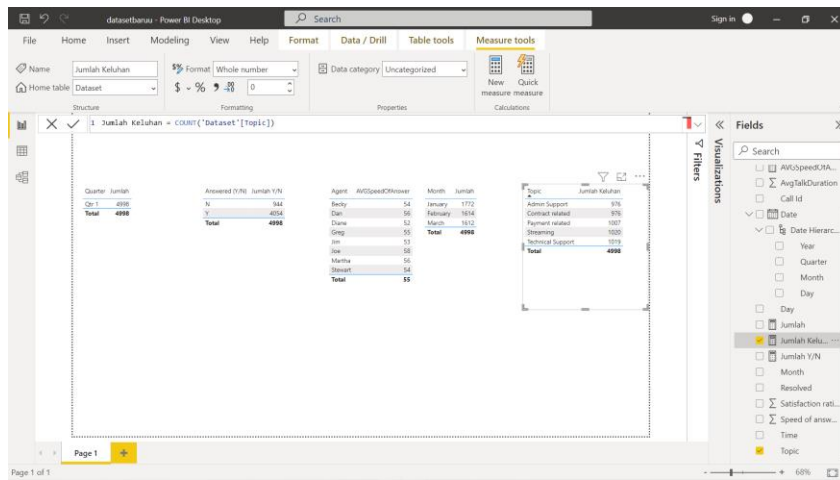 datasetbaruu - Power BI Desktop
Search
Sign in
File Home Insert Modeling View Help Format Data / Drill Table tools Measure tools
Name Jumlah Keluhan
Home table Dataset
Structure
$% Format Whole number
$ % 9 .00 0
Formatting
Data category Uncategorized
Properties
New measure
Quick measure
Calculations
1 Jumlah Keluhan = COUNT('Dataset'[Topic])
Quarter Jumlah
Qtr 1 4998
Total 4998
Answered (Y/N) Jumlah Y/N
N 944
Y 4054
Total 4998
Agent AVGSpeedOfAnswer
Becky 54
Dan 56
Diane 52
Greg 55
Jim 53
Joe 58
Martha 56
Stewart 54
Total 55
Month Jumlah
January 1772
February 1614
March 1612
Total 4998
Topic Jumlah Keluhan
Admin Support 976
Contract related 976
Payment related 1007
Streaming 1020
Technical Support 1019
Total 4998
Filters
Visualizations
Fields
Search
AVGSpeedOfA...
AvgTalkDuration
Call Id
Date
Date Hierarc...
Year
Quarter
Month
Day
Day
Jumlah
Jumlah Kelu...
Jumlah Y/N
Month
Resolved
Satisfaction rati...
Speed of answ...
Time
Topic
Page 1
Page 1 of 1
68%